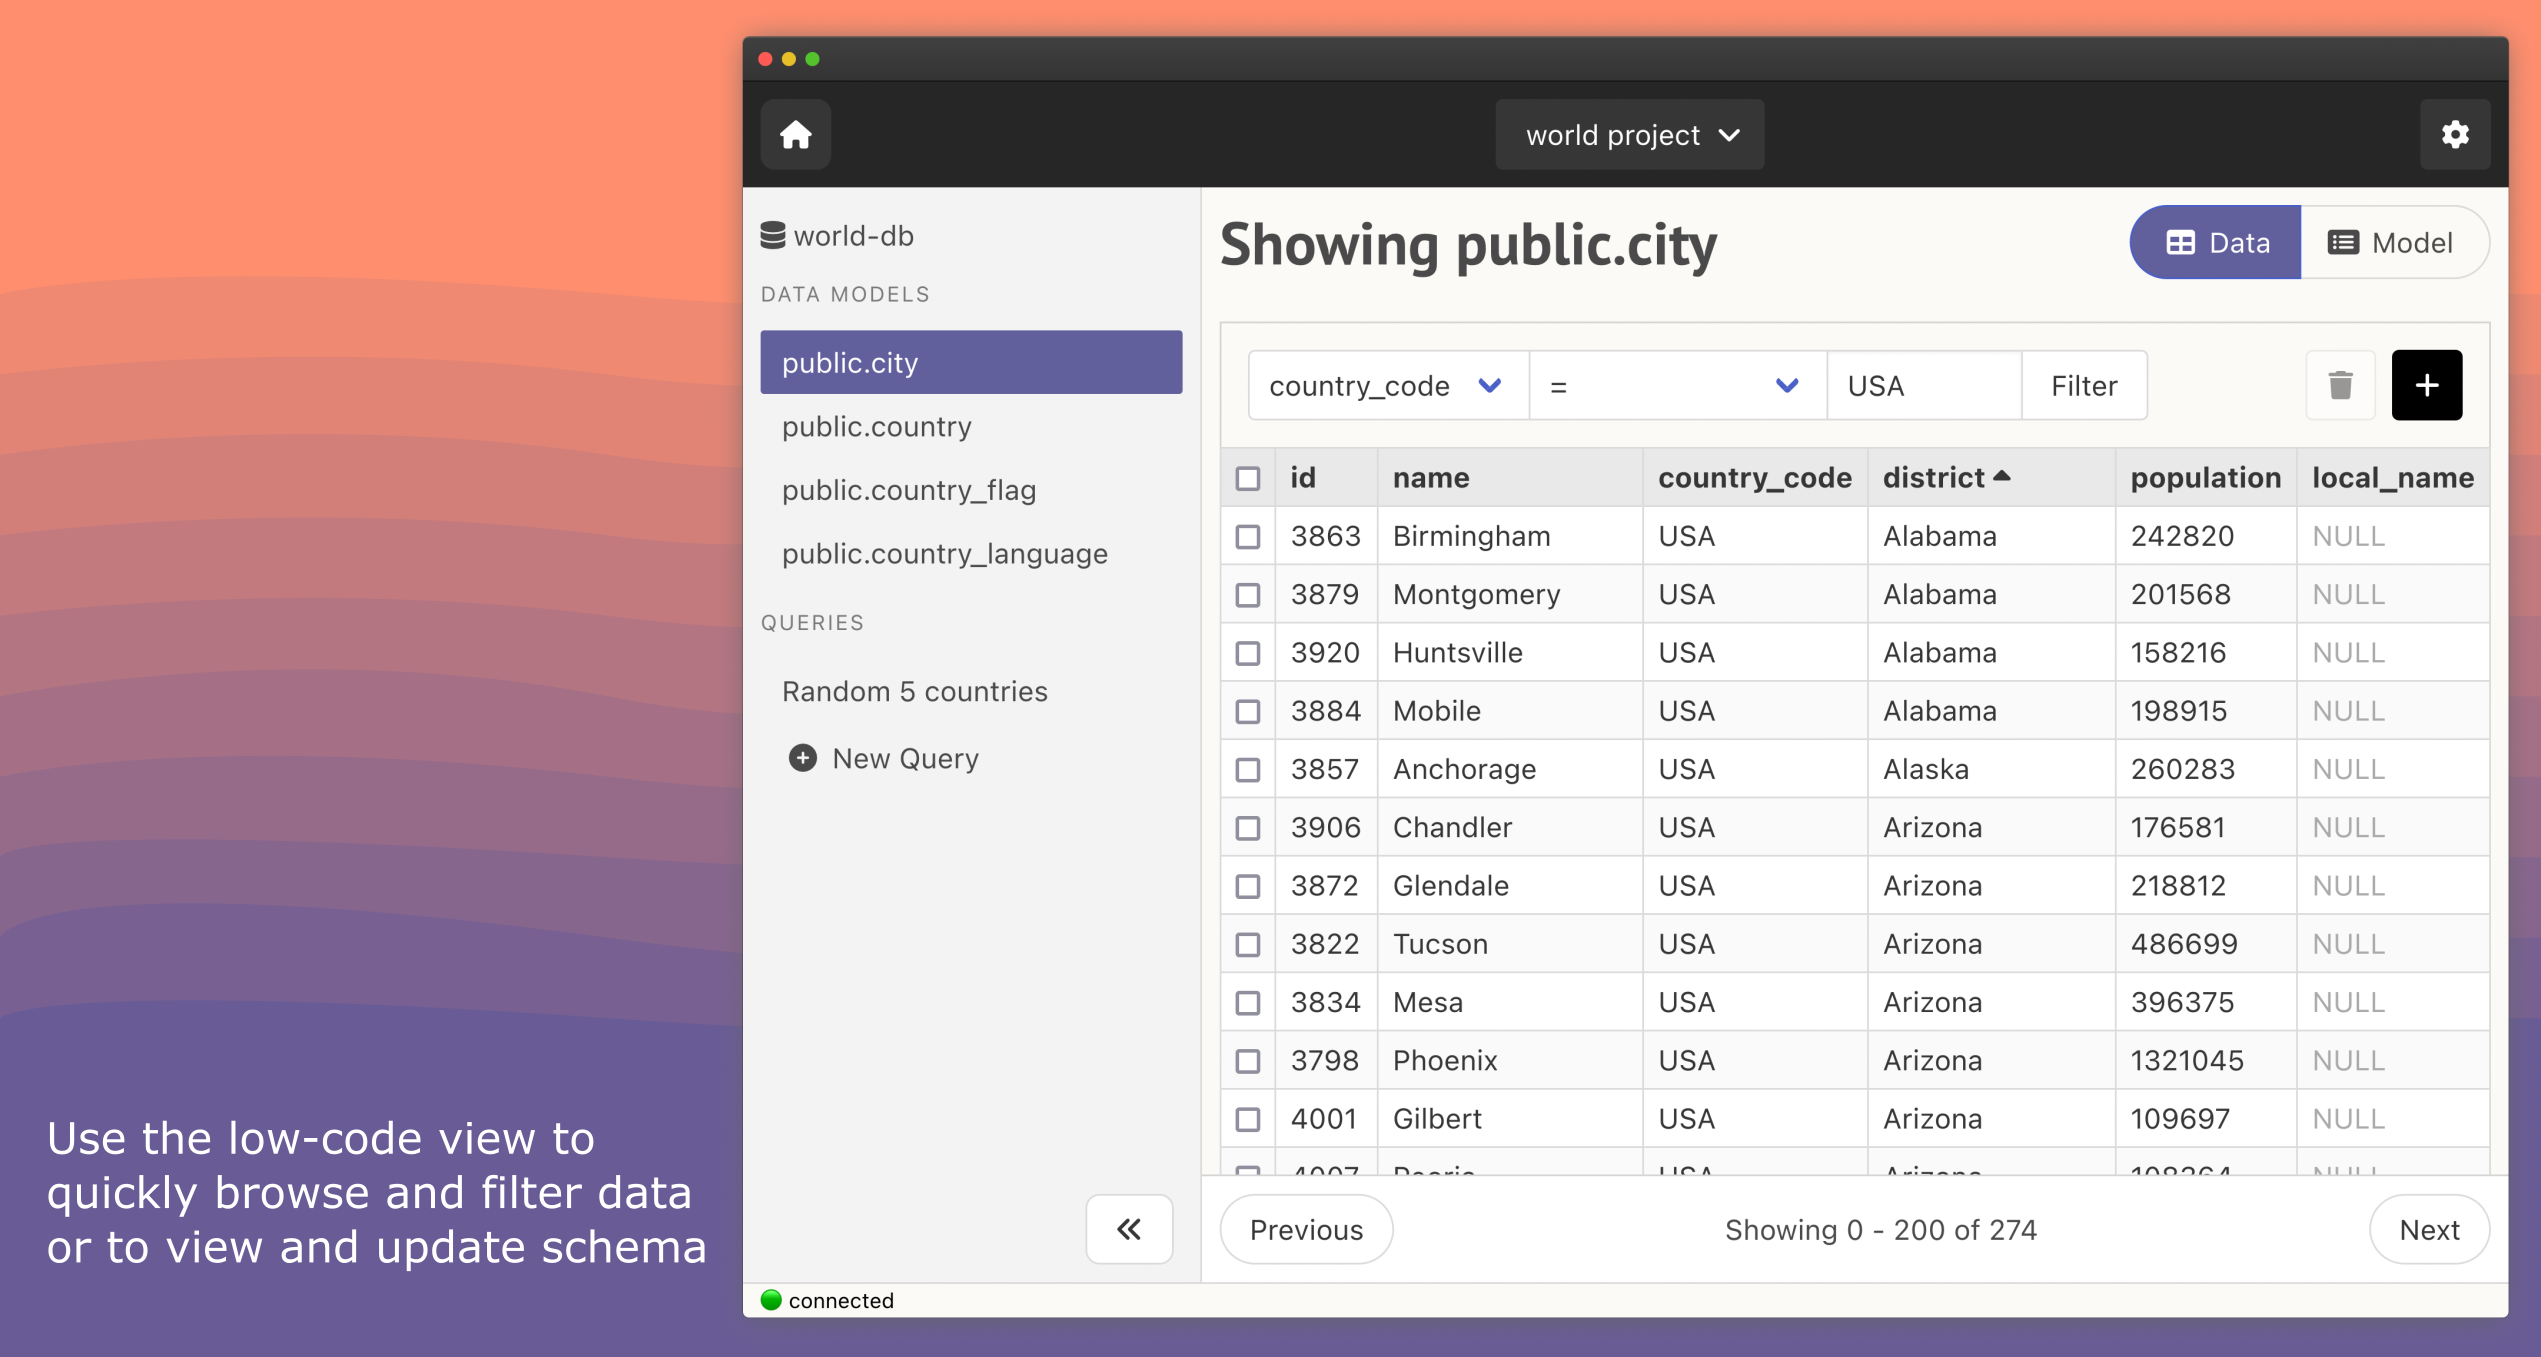 world project
world-db
DATA MODELS
public.city
public.country
public.country_flag
public.country_language
QUERIES
Random 5 countries
New Query
Showing public.city
Data
Model
country_code = USA Filter
id name country_code district population local_name
3863 Birmingham USA Alabama 242820 NULL
3879 Montgomery USA Alabama 201568 NULL
3920 Huntsville USA Alabama 158216 NULL
3884 Mobile USA Alabama 198915 NULL
3857 Anchorage USA Alaska 260283 NULL
3906 Chandler USA Arizona 176581 NULL
3872 Glendale USA Arizona 218812 NULL
3822 Tucson USA Arizona 486699 NULL
3834 Mesa USA Arizona 396375 NULL
3798 Phoenix USA Arizona 1321045 NULL
4001 Gilbert USA Arizona 109697 NULL
4007 Peoria USA Arizona 108364 NULL
Previous
Showing 0 - 200 of 274
Next
connected
Use the low-code view to
quickly browse and filter data
or to view and update schema